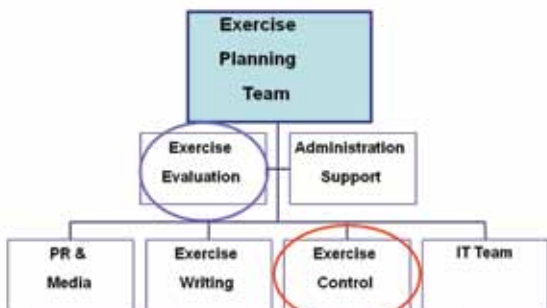 Exercise
Planning
Team
Exercise
Evaluation
Administration
Support
PR &
Media
Exercise
Writing
Exercise
Control
IT Team